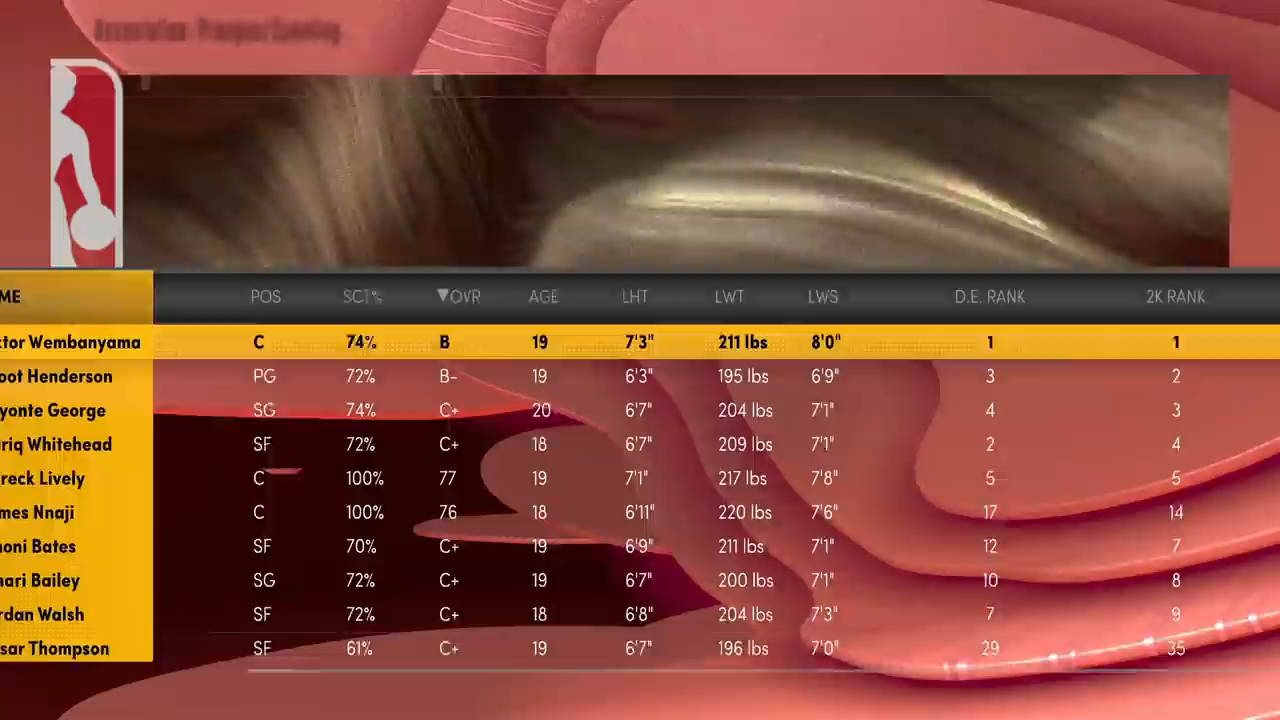 ME POS SCT% ▼OVR AGE LHT LWT LWS D.E. RANK 2K RANK
ctor Wembanyama C 74% B 19 7'3" 211 lbs 8'0" 1 1
oot Henderson PG 72% B- 19 6'3" 195 lbs 6'9" 3 2
yonte George SG 74% C+ 20 6'7" 204 lbs 7'1" 4 3
riq Whitehead SF 72% C+ 18 6'7" 209 lbs 7'1" 2 4
reck Lively C 100% 77 19 7'1" 217 lbs 7'8" 5 5
mes Nnaji C 100% 76 18 6'11" 220 lbs 7'6" 17 14
noni Bates SF 70% C+ 19 6'9" 211 lbs 7'1" 12 7
nari Bailey SG 72% C+ 19 6'7" 200 lbs 7'1" 10 8
rdan Walsh SF 72% C+ 18 6'8" 204 lbs 7'3" 7 9
sar Thompson SF 61% C+ 19 6'7" 196 lbs 7'0" 29 35